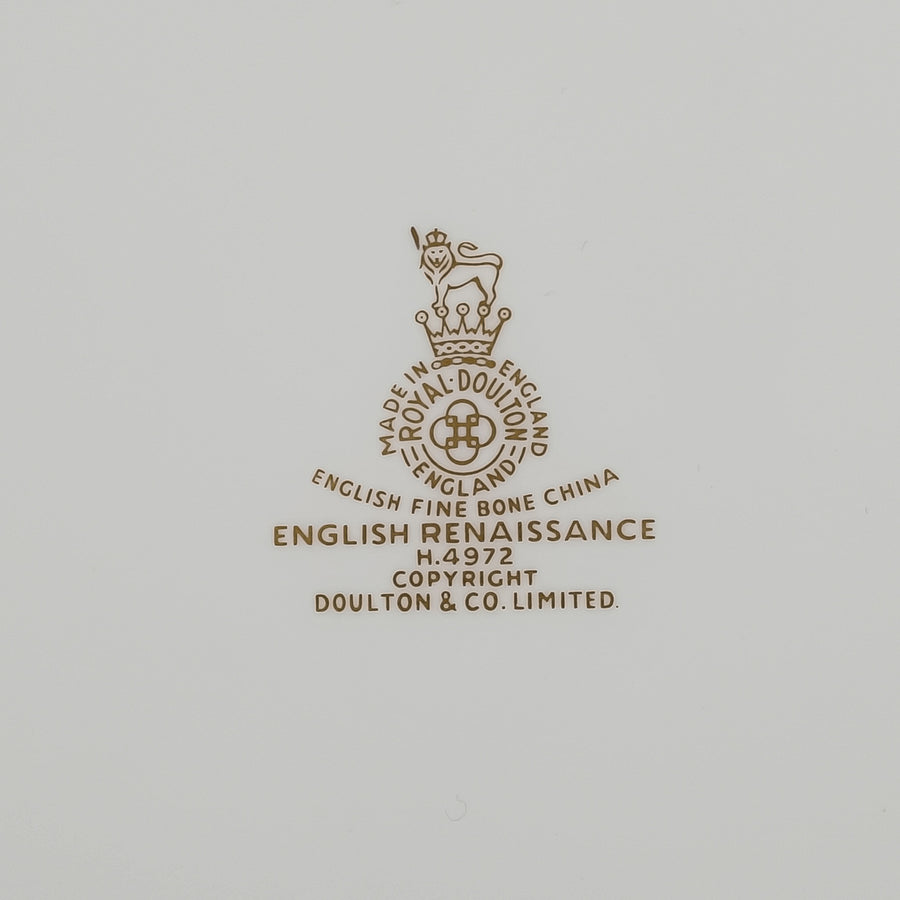 MADE IN ENGLAND
ROYAL·DOULTON
ENGLAND
ENGLISH FINE BONE CHINA
ENGLISH RENAISSANCE
H.4972
COPYRIGHT
DOULTON & CO. LIMITED.